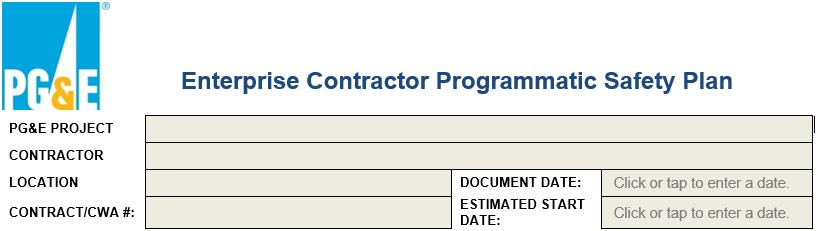 PG&E®
Enterprise Contractor Programmatic Safety Plan
PG&E PROJECT
CONTRACTOR
LOCATION
DOCUMENT DATE: Click or tap to enter a date.
CONTRACT/CWA #:
ESTIMATED START
DATE:
Click or tap to enter a date.